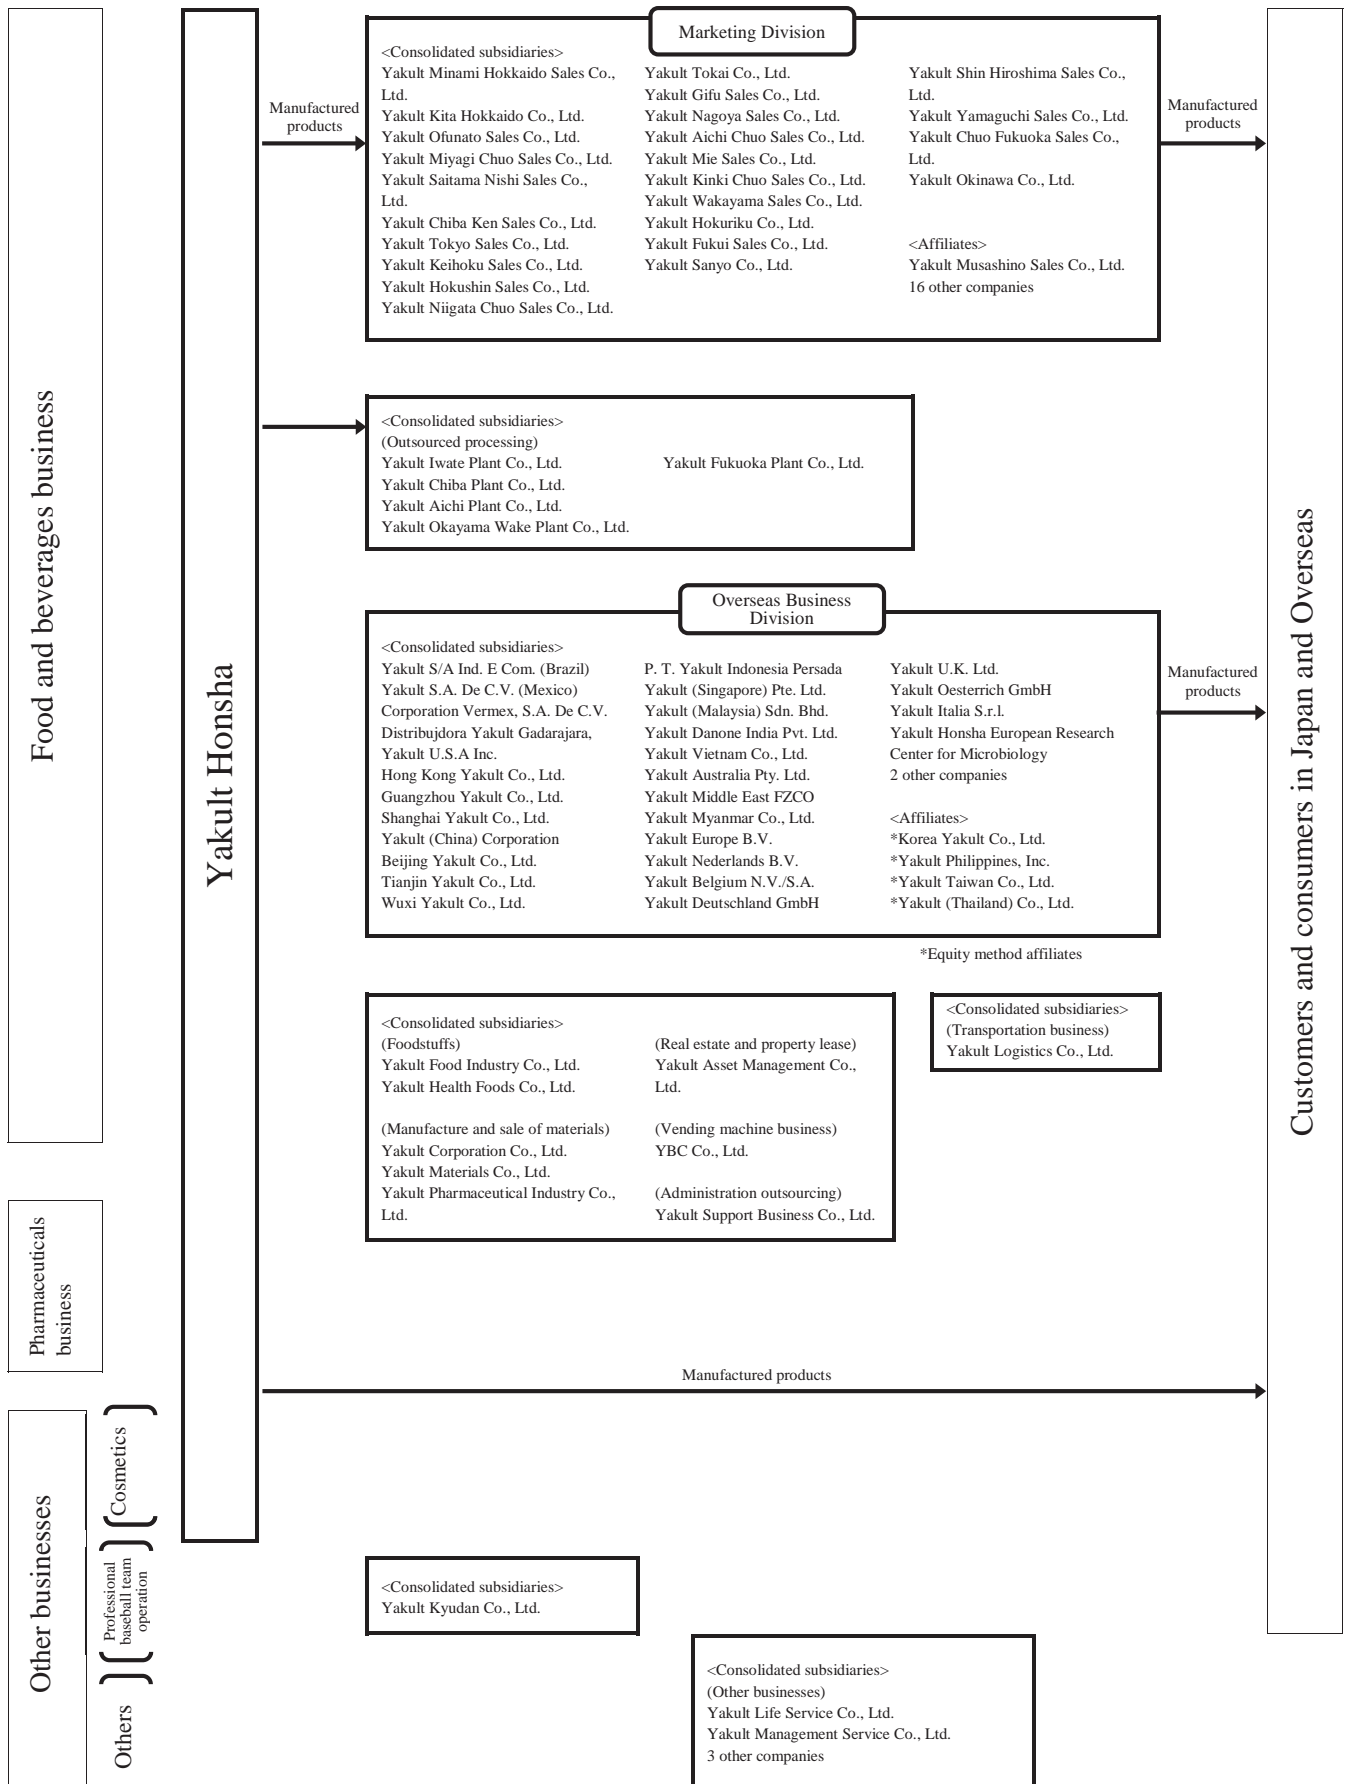 Food and beverages business
Pharmaceuticals
business
Other businesses
Cosmetics
Professional
baseball team
operation
Others
Yakult Honsha
Manufactured
products
Marketing Division
<Consolidated subsidiaries>
Yakult Minami Hokkaido Sales Co.,
Ltd.
Yakult Kita Hokkaido Co., Ltd.
Yakult Ofunato Sales Co., Ltd.
Yakult Miyagi Chuo Sales Co., Ltd.
Yakult Saitama Nishi Sales Co.,
Ltd.
Yakult Chiba Ken Sales Co., Ltd.
Yakult Tokyo Sales Co., Ltd.
Yakult Keihoku Sales Co., Ltd.
Yakult Hokushin Sales Co., Ltd.
Yakult Niigata Chuo Sales Co., Ltd.
Yakult Tokai Co., Ltd.
Yakult Gifu Sales Co., Ltd.
Yakult Nagoya Sales Co., Ltd.
Yakult Aichi Chuo Sales Co., Ltd.
Yakult Mie Sales Co., Ltd.
Yakult Kinki Chuo Sales Co., Ltd.
Yakult Wakayama Sales Co., Ltd.
Yakult Hokuriku Co., Ltd.
Yakult Fukui Sales Co., Ltd.
Yakult Sanyo Co., Ltd.
Yakult Shin Hiroshima Sales Co.,
Ltd.
Yakult Yamaguchi Sales Co., Ltd.
Yakult Chuo Fukuoka Sales Co.,
Ltd.
Yakult Okinawa Co., Ltd.
<Affiliates>
Yakult Musashino Sales Co., Ltd.
16 other companies
Manufactured
products
<Consolidated subsidiaries>
(Outsourced processing)
Yakult Iwate Plant Co., Ltd.
Yakult Chiba Plant Co., Ltd.
Yakult Aichi Plant Co., Ltd.
Yakult Okayama Wake Plant Co., Ltd.
Yakult Fukuoka Plant Co., Ltd.
Overseas Business
Division
<Consolidated subsidiaries>
Yakult S/A Ind. E Com. (Brazil)
Yakult S.A. De C.V. (Mexico)
Corporation Vermex, S.A. De C.V.
Distribujdora Yakult Gadarajara,
Yakult U.S.A Inc.
Hong Kong Yakult Co., Ltd.
Guangzhou Yakult Co., Ltd.
Shanghai Yakult Co., Ltd.
Yakult (China) Corporation
Beijing Yakult Co., Ltd.
Tianjin Yakult Co., Ltd.
Wuxi Yakult Co., Ltd.
P. T. Yakult Indonesia Persada
Yakult (Singapore) Pte. Ltd.
Yakult (Malaysia) Sdn. Bhd.
Yakult Danone India Pvt. Ltd.
Yakult Vietnam Co., Ltd.
Yakult Australia Pty. Ltd.
Yakult Middle East FZCO
Yakult Myanmar Co., Ltd.
Yakult Europe B.V.
Yakult Nederlands B.V.
Yakult Belgium N.V./S.A.
Yakult Deutschland GmbH
Yakult U.K. Ltd.
Yakult Oesterrich GmbH
Yakult Italia S.r.l.
Yakult Honsha European Research
Center for Microbiology
2 other companies
<Affiliates>
*Korea Yakult Co., Ltd.
*Yakult Philippines, Inc.
*Yakult Taiwan Co., Ltd.
*Yakult (Thailand) Co., Ltd.
Manufactured
products
*Equity method affiliates
<Consolidated subsidiaries>
(Foodstuffs)
Yakult Food Industry Co., Ltd.
Yakult Health Foods Co., Ltd.
(Manufacture and sale of materials)
Yakult Corporation Co., Ltd.
Yakult Materials Co., Ltd.
Yakult Pharmaceutical Industry Co.,
Ltd.
(Real estate and property lease)
Yakult Asset Management Co.,
Ltd.
(Vending machine business)
YBC Co., Ltd.
(Administration outsourcing)
Yakult Support Business Co., Ltd.
<Consolidated subsidiaries>
(Transportation business)
Yakult Logistics Co., Ltd.
Manufactured products
<Consolidated subsidiaries>
Yakult Kyudan Co., Ltd.
<Consolidated subsidiaries>
(Other businesses)
Yakult Life Service Co., Ltd.
Yakult Management Service Co., Ltd.
3 other companies
Customers and consumers in Japan and Overseas